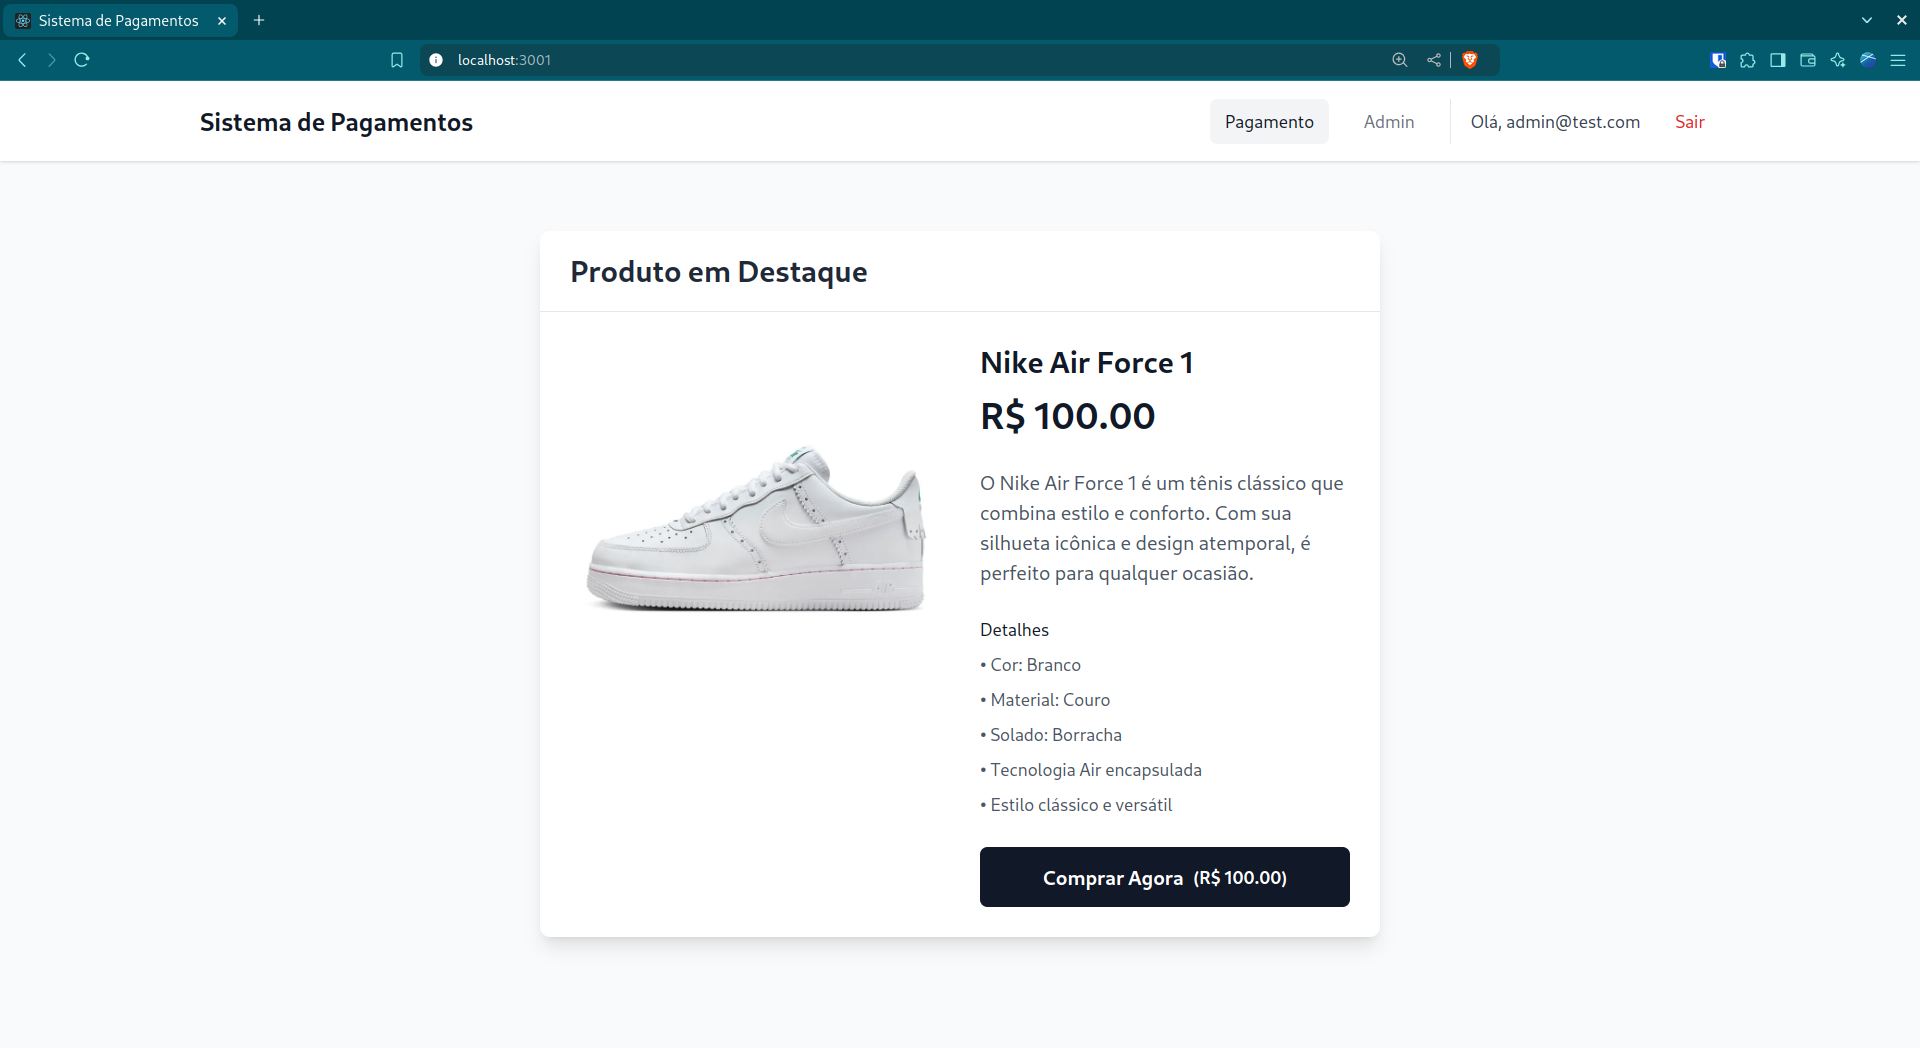 Sistema de Pagamentos
localhost:3001
Sistema de Pagamentos
Pagamento
Admin
Olá, admin@test.com
Sair
Produto em Destaque
Nike Air Force 1
R$ 100.00
O Nike Air Force 1 é um tênis clássico que
combina estilo e conforto. Com sua
silhueta icônica e design atemporal, é
perfeito para qualquer ocasião.
Detalhes
• Cor: Branco
• Material: Couro
• Solado: Borracha
• Tecnologia Air encapsulada
• Estilo clássico e versátil
Comprar Agora (R$ 100.00)